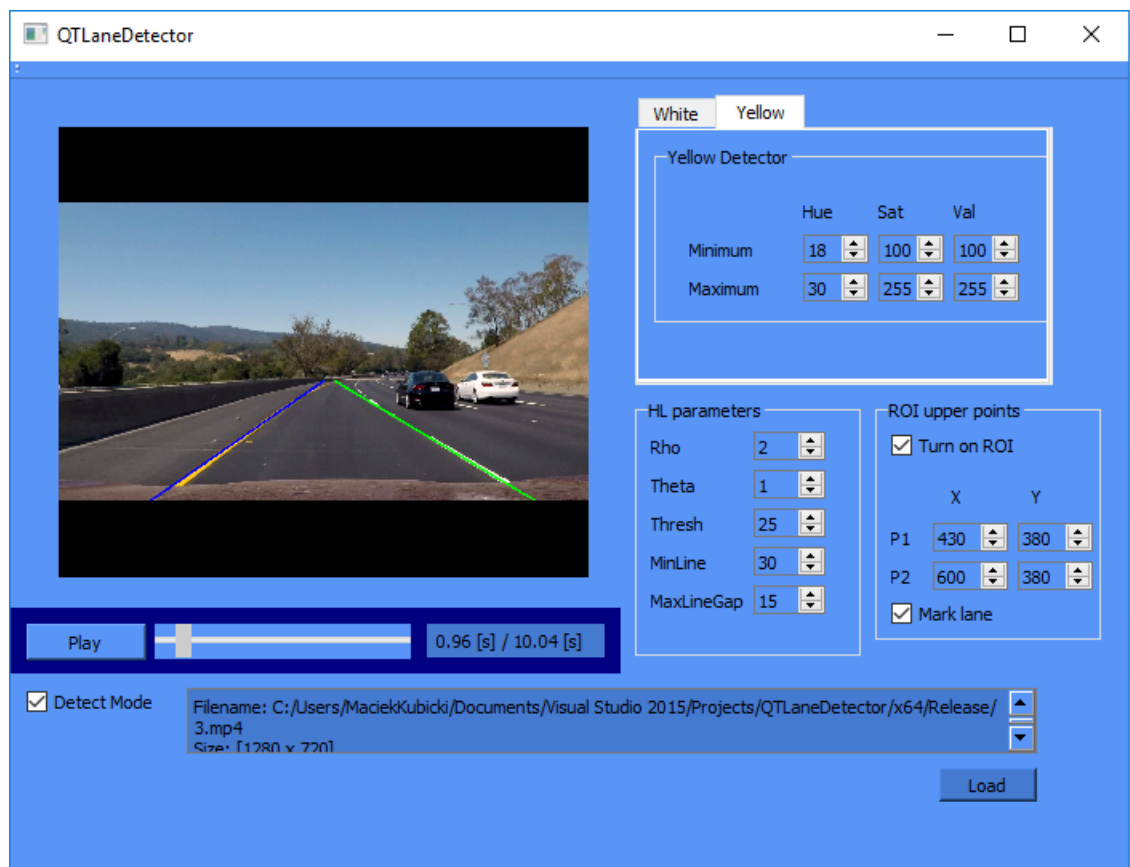 QTLaneDetector
White Yellow
Yellow Detector
Hue Sat Val
Minimum 18 100 100
Maximum 30 255 255
HL parameters
Rho 2
Theta 1
Thresh 25
MinLine 30
MaxLineGap 15
ROI upper points
Turn on ROI
X Y
P1 430 380
P2 600 380
Mark lane
Play 0.96 [s] / 10.04 [s]
Detect Mode
Filename: C:/Users/MaciekKubicki/Documents/Visual Studio 2015/Projects/QTLaneDetector/x64/Release/
3.mp4
Size: [1280 x 720]
Load